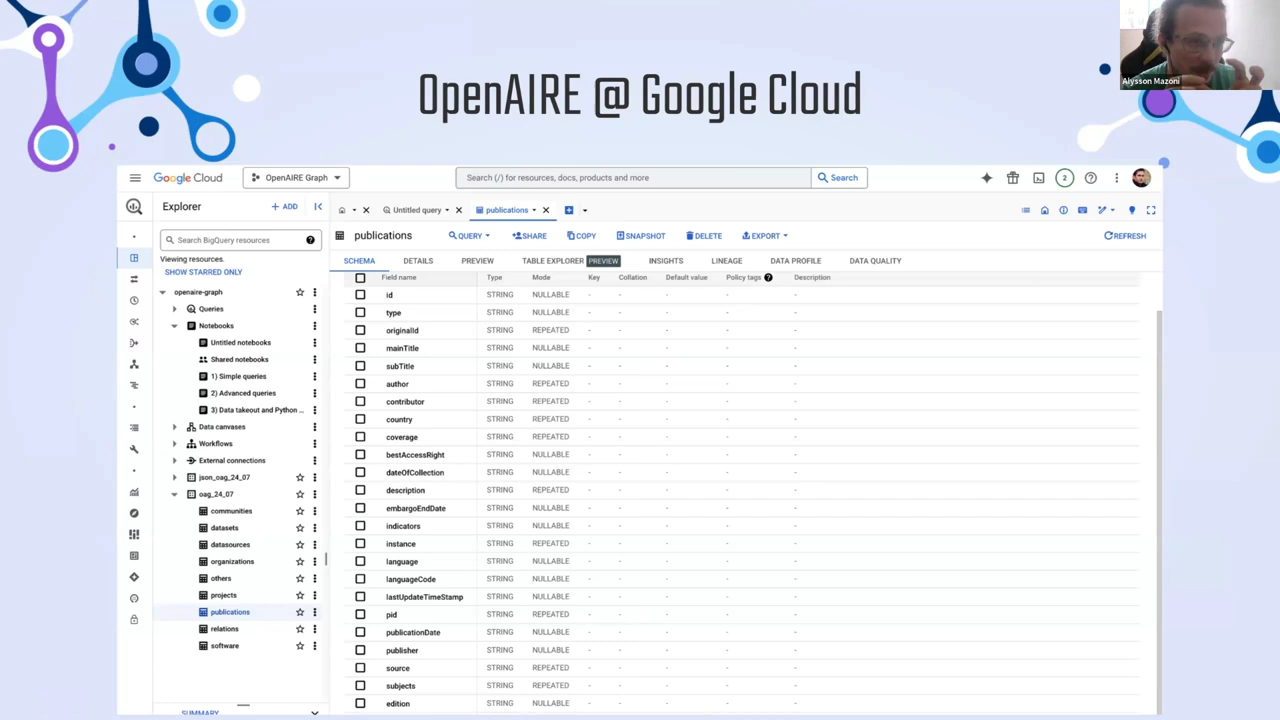 Alysson Mazoni
OpenAIRE @ Google Cloud
Google Cloud OpenAIRE Graph Search (/) for resources, docs, products and more Search 2
Explorer + ADD Untitled query publications
Search BigQuery resources ?
publications QUERY SHARE COPY SNAPSHOT DELETE EXPORT REFRESH
Viewing resources.
SHOW STARRED ONLY
SCHEMA DETAILS PREVIEW TABLE EXPLORER PREVIEW INSIGHTS LINEAGE DATA PROFILE DATA QUALITY
openaire-graph
Queries
Notebooks
Untitled notebooks
Shared notebooks
1) Simple queries
2) Advanced queries
3) Data takeout and Python ...
Data canvases
Workflows
External connections
json_oag_24_07
oag_24_07
communities
datasets
datasources
organizations
others
projects
publications
relations
software
SUMMARY
Field name Type Mode Key Collation Default value Policy tags ? Description
id STRING NULLABLE - - - - -
type STRING NULLABLE - - - - -
originalId STRING REPEATED - - - - -
mainTitle STRING NULLABLE - - - - -
subTitle STRING NULLABLE - - - - -
author STRING REPEATED - - - - -
contributor STRING REPEATED - - - - -
country STRING REPEATED - - - - -
coverage STRING REPEATED - - - - -
bestAccessRight STRING NULLABLE - - - - -
dateOfCollection STRING NULLABLE - - - - -
description STRING REPEATED - - - - -
embargoEndDate STRING NULLABLE - - - - -
indicators STRING NULLABLE - - - - -
instance STRING REPEATED - - - - -
language STRING NULLABLE - - - - -
languageCode STRING NULLABLE - - - - -
lastUpdateTimeStamp STRING NULLABLE - - - - -
pid STRING REPEATED - - - - -
publicationDate STRING NULLABLE - - - - -
publisher STRING NULLABLE - - - - -
source STRING REPEATED - - - - -
subjects STRING REPEATED - - - - -
edition STRING NULLABLE - - - - -